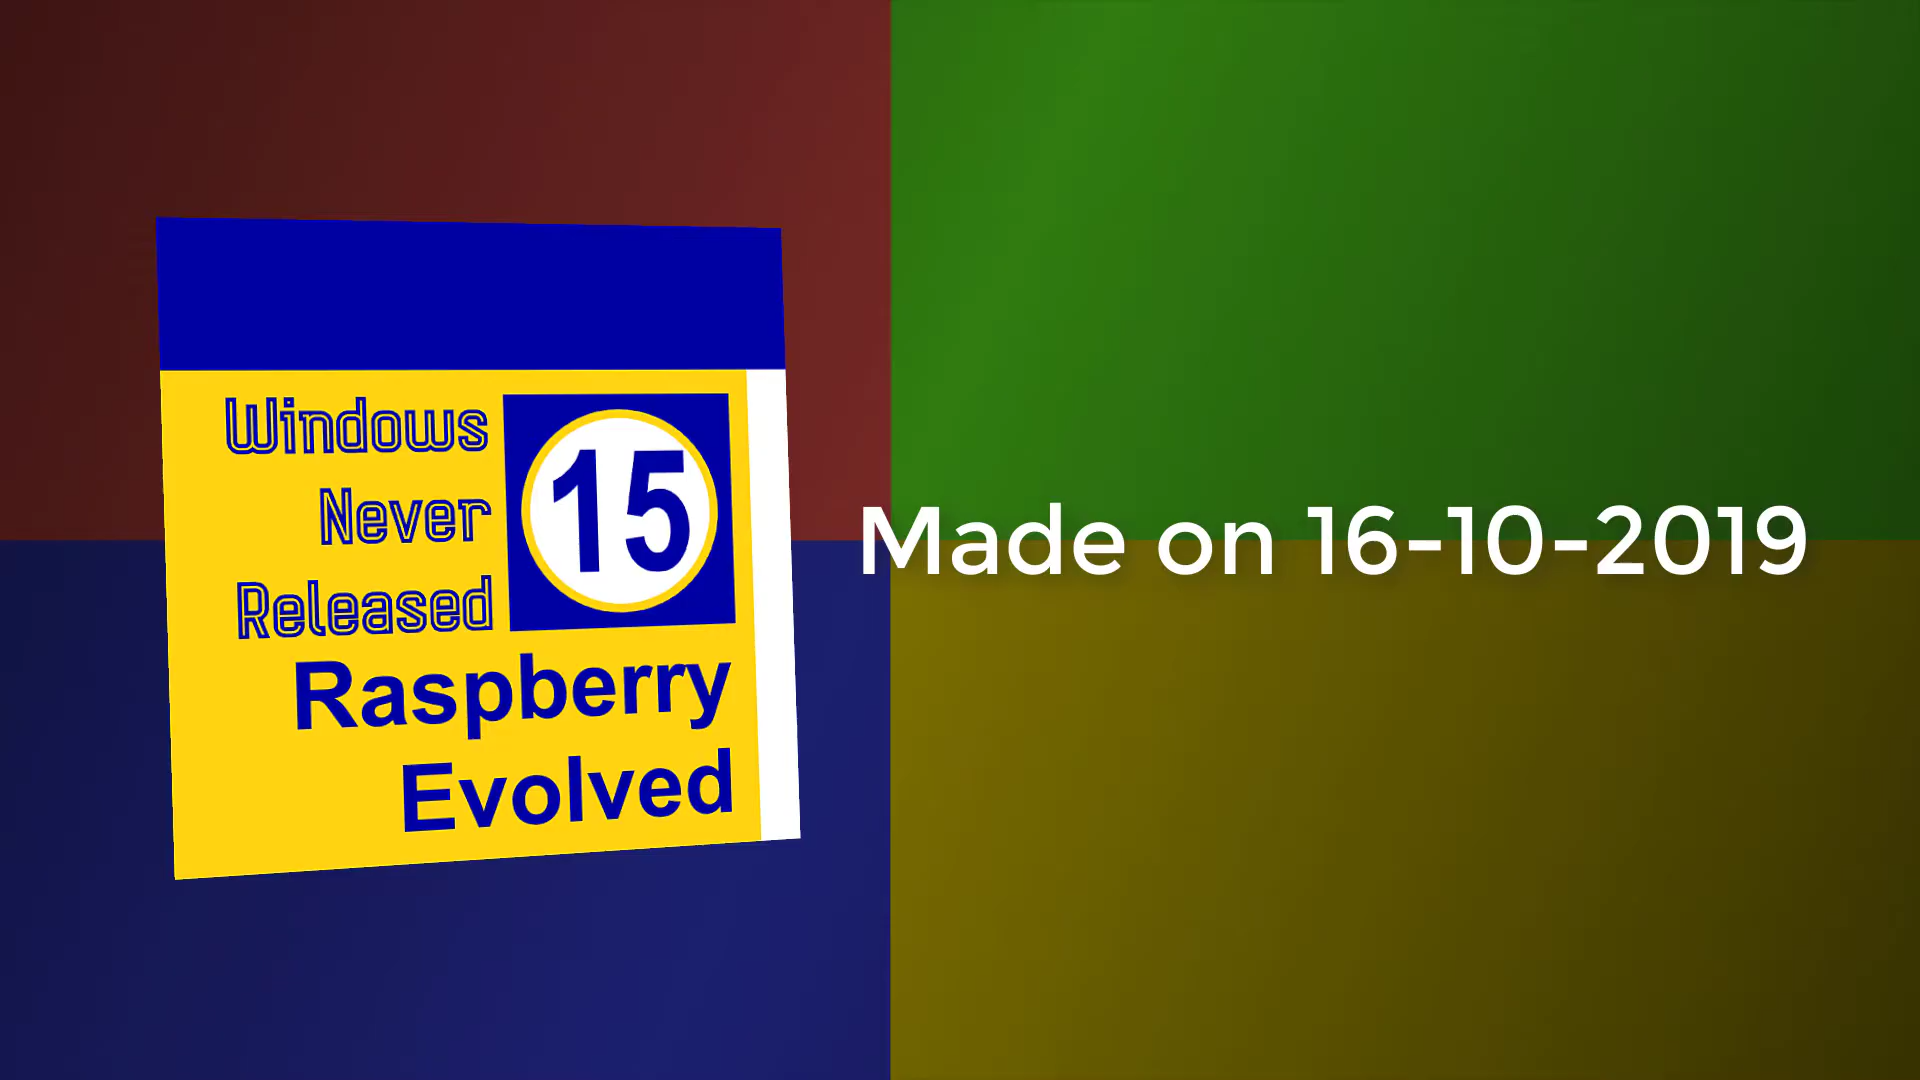 Windows
Never
Released
15
Raspberry
Evolved
Made on 16-10-2019